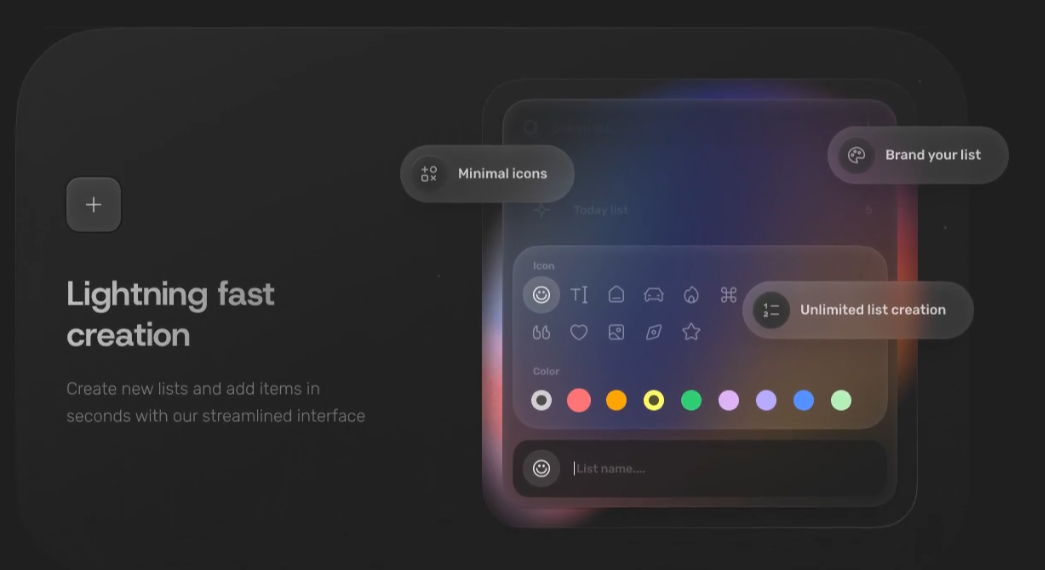 Minimal icons
Brand your list
Today list
5
Icon
Unlimited list creation
Lightning fast
creation
Create new lists and add items in
seconds with our streamlined interface
Color
List name....